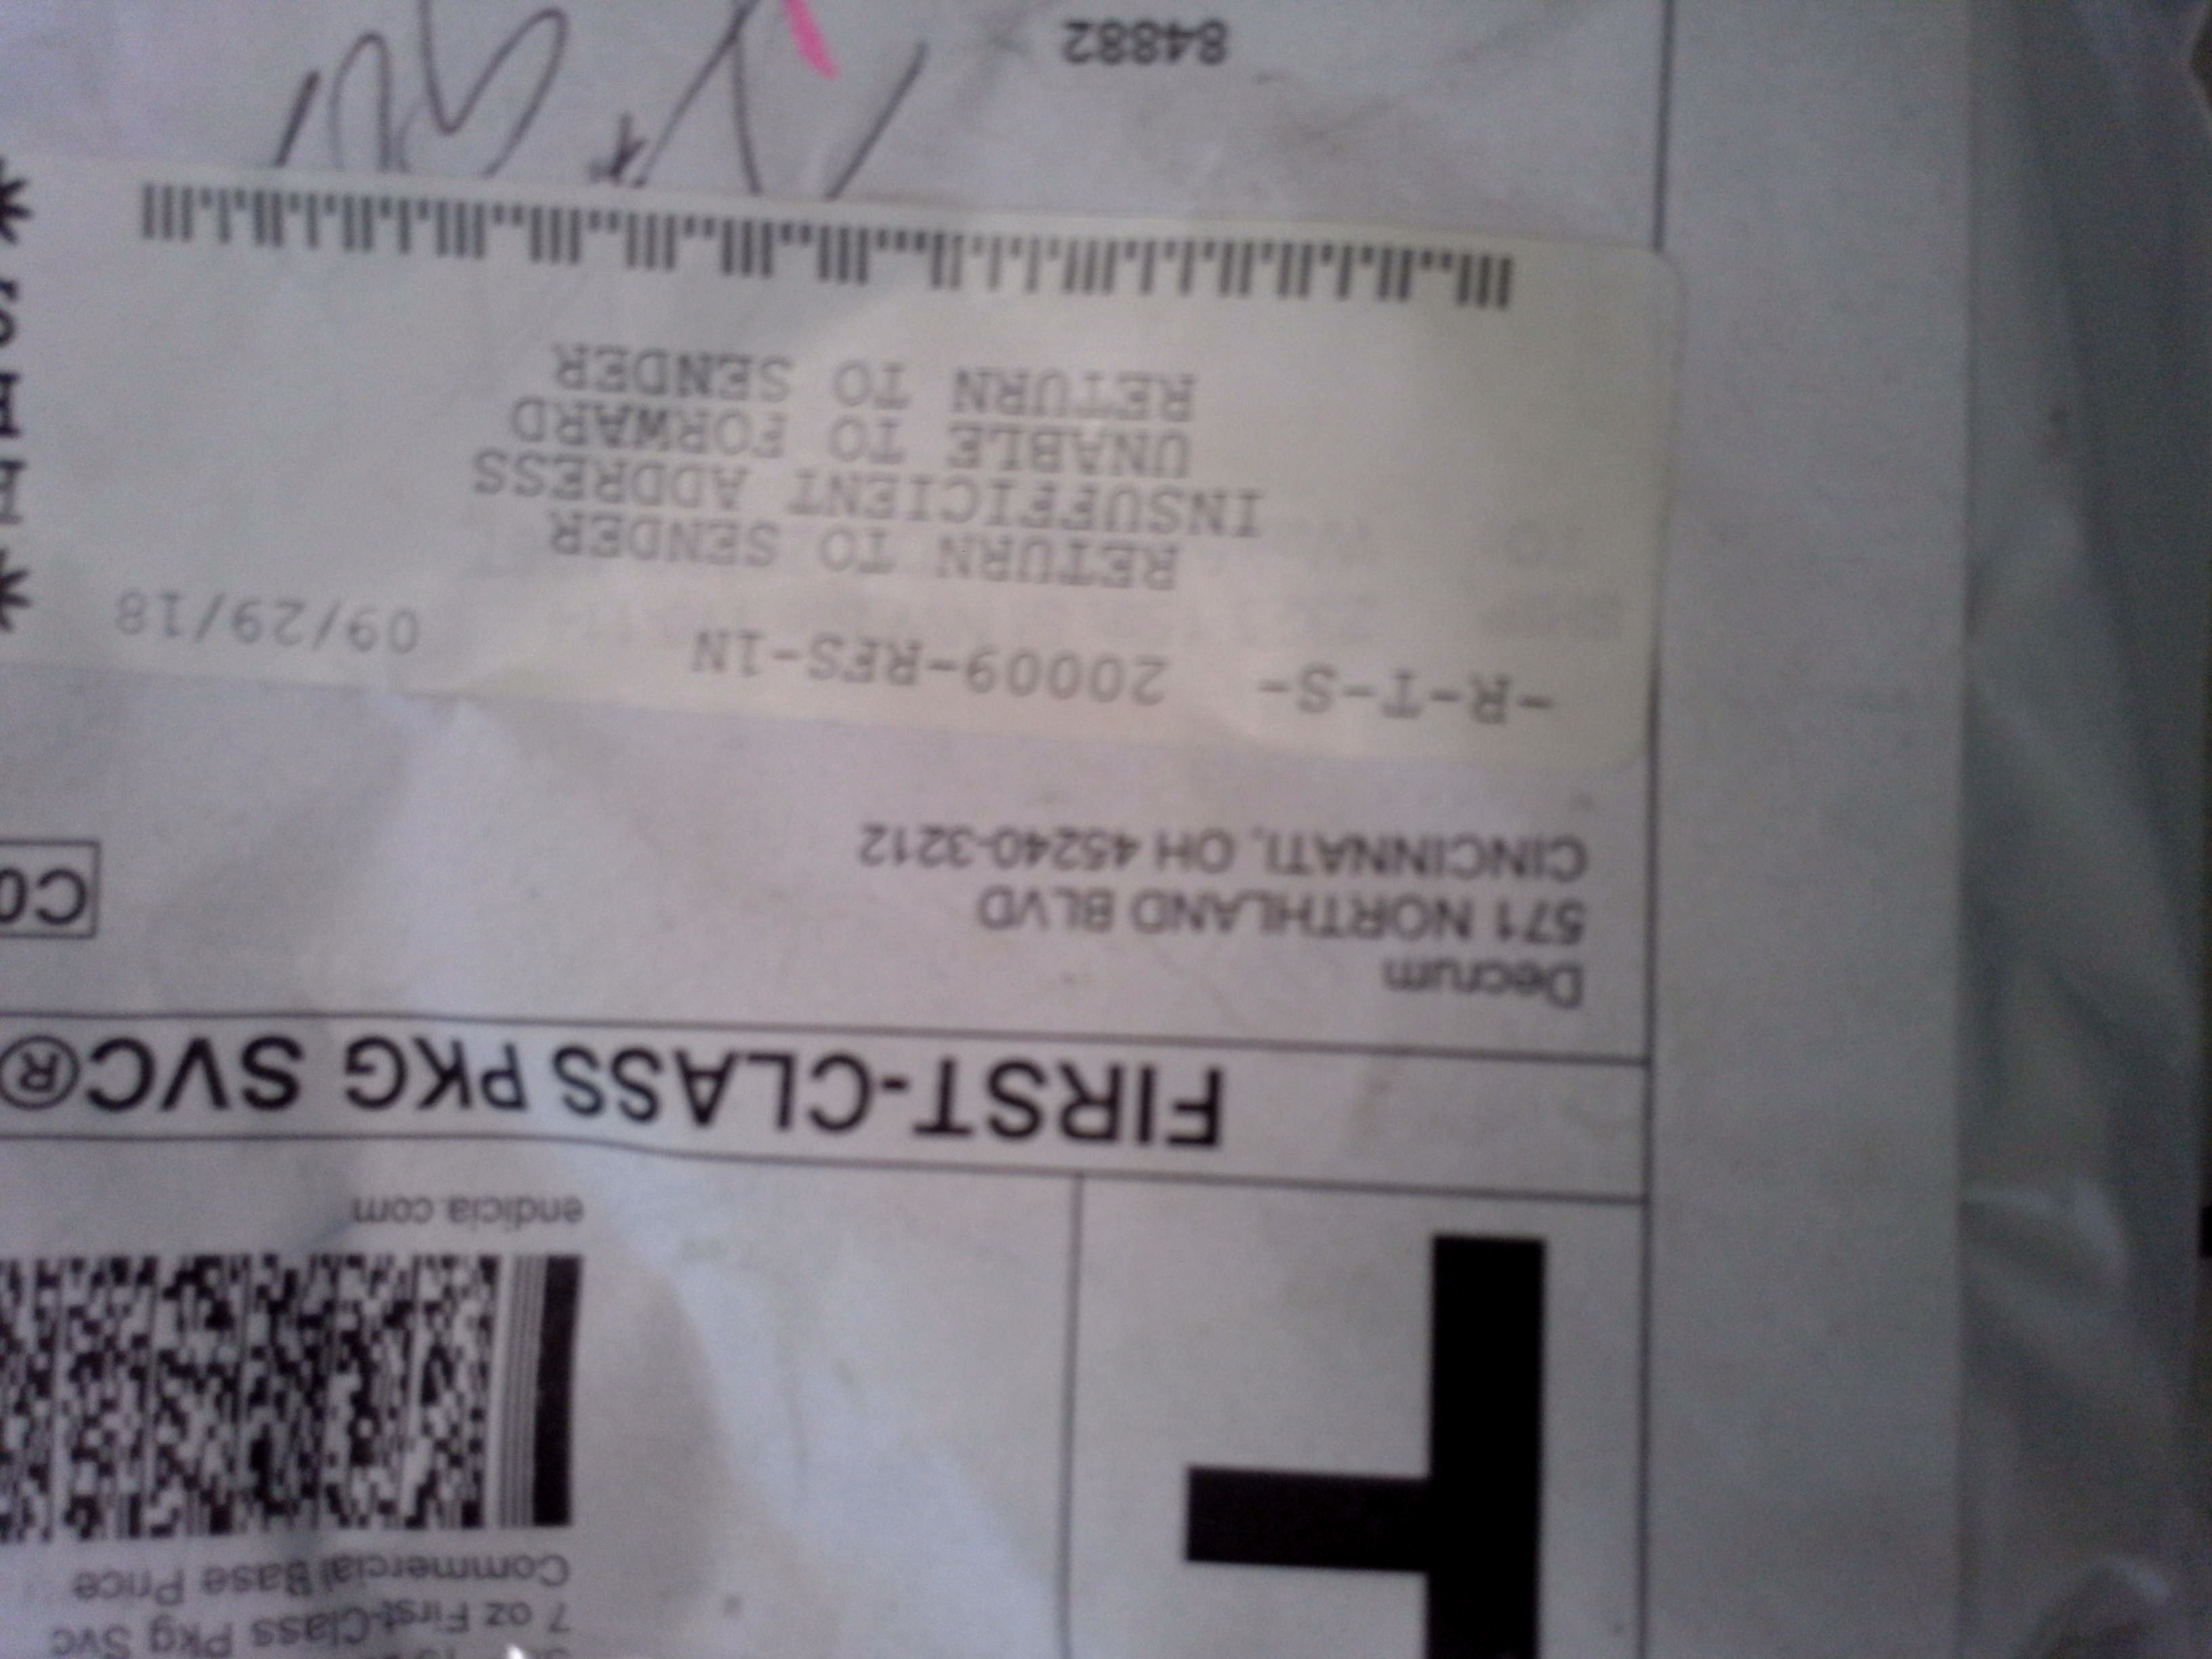 7 oz First-Class Pkg Svc
Commercial Base Price
endicia.com
F
FIRST-CLASS PKG SVC®
Decrum
571 NORTHLAND BLVD
CINCINNATI, OH 45240-3212
C0
-R-T-S- 20009-RFS-1N 09/29/18
RETURN TO SENDER
INSUFFICIENT ADDRESS
UNABLE TO FORWARD
RETURN TO SENDER
84882